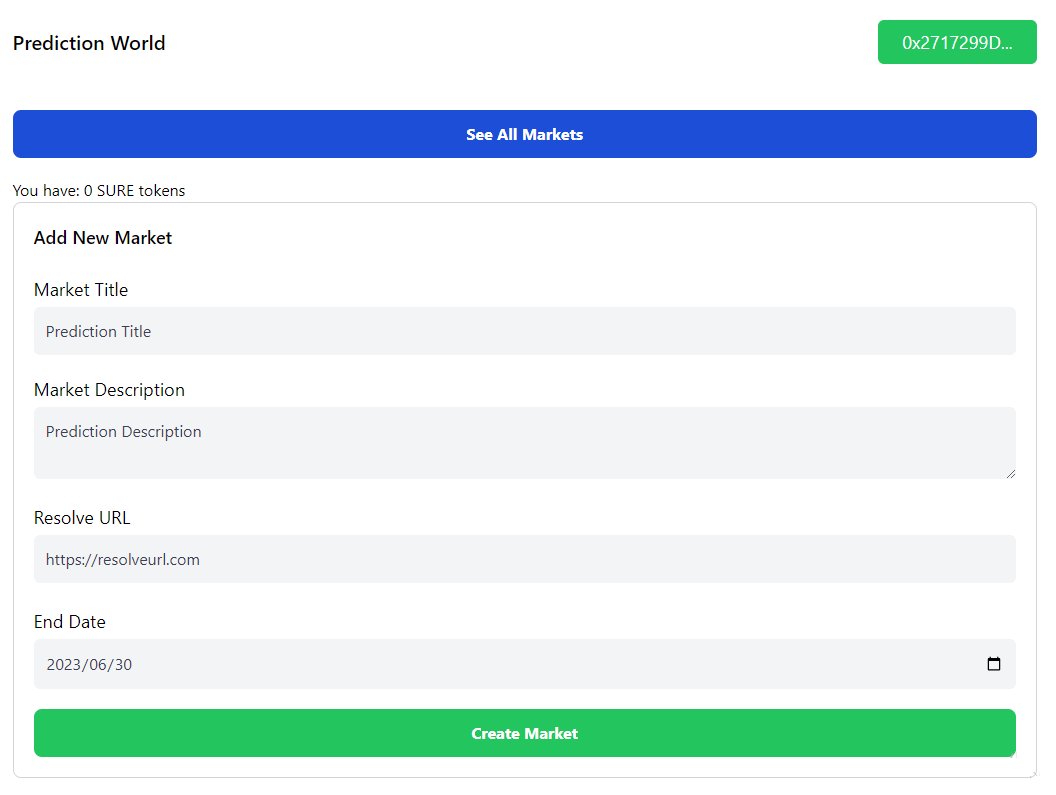 Prediction World
0x2717299D...
See All Markets
You have: 0 SURE tokens
Add New Market
Market Title
Prediction Title
Market Description
Prediction Description
Resolve URL
https://resolveurl.com
End Date
2023/06/30
Create Market